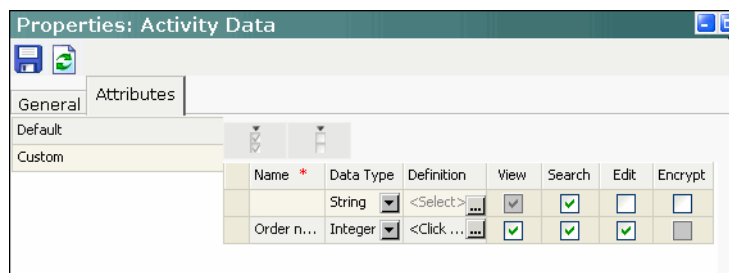 Properties: Activity Data
General Attributes
Default
Custom
Name * Data Type Definition View Search Edit Encrypt
String <Select> ...
Order n... Integer <Click ... ...